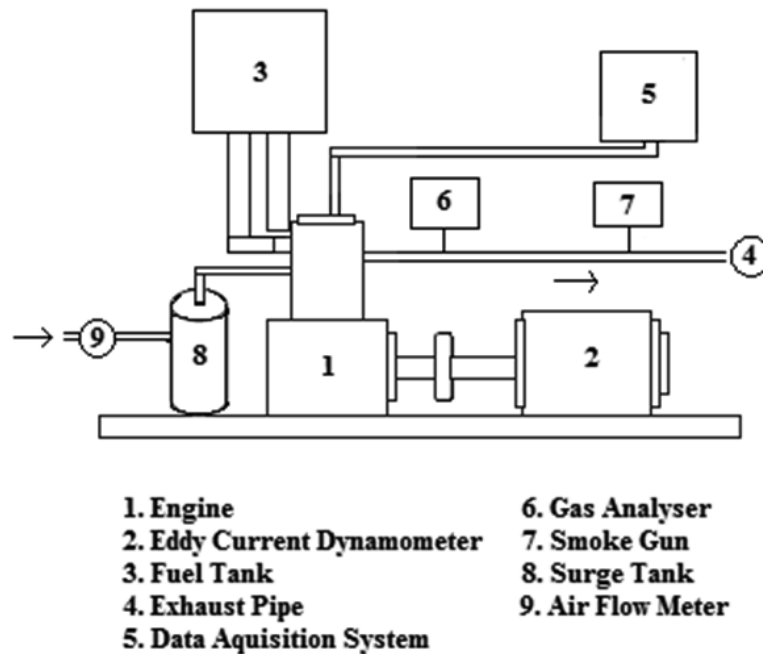 3
5
6
7
4
9
8
1
2
1. Engine
2. Eddy Current Dynamometer
3. Fuel Tank
4. Exhaust Pipe
5. Data Aquisition System
6. Gas Analyser
7. Smoke Gun
8. Surge Tank
9. Air Flow Meter